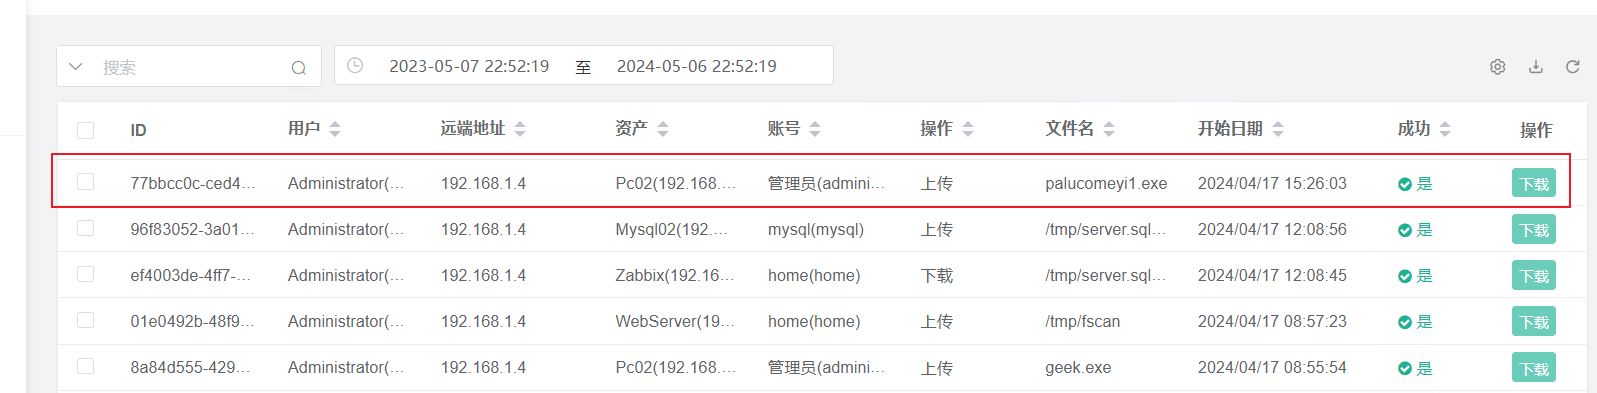 搜索 2023-05-07 22:52:19 至 2024-05-06 22:52:19
ID 用户 远端地址 资产 账号 操作 文件名 开始日期 成功 操作
77bbcc0c-ced4... Administrator(... 192.168.1.4 Pc02(192.168.... 管理员(admini... 上传 palucomeyi1.exe 2024/04/17 15:26:03 是 下载
96f83052-3a01... Administrator(... 192.168.1.4 Mysql02(192.... mysql(mysql) 上传 /tmp/server.sql... 2024/04/17 12:08:56 是 下载
ef4003de-4ff7-... Administrator(... 192.168.1.4 Zabbix(192.16... home(home) 下载 /tmp/server.sql... 2024/04/17 12:08:45 是 下载
01e0492b-48f9... Administrator(... 192.168.1.4 WebServer(19... home(home) 上传 /tmp/fscan 2024/04/17 08:57:23 是 下载
8a84d555-429... Administrator(... 192.168.1.4 Pc02(192.168.... 管理员(admini... 上传 geek.exe 2024/04/17 08:55:54 是 下载